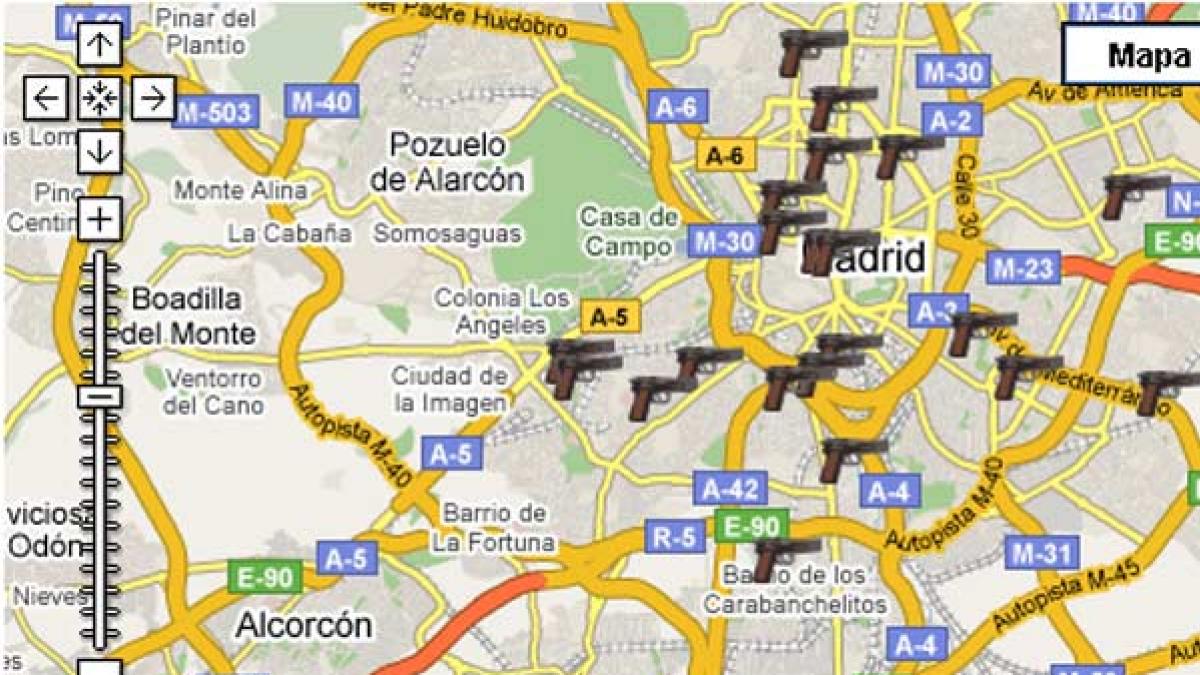 M-40
Pinar del
Plantio
del Padre Huidobro
Mapa
M-503
M-40
A-6
M-30
Av de America
A-2
Pozuelo
de Alarcón
A-6
Calle 30
Monte Alina
Pino
Centin
La Cabaña
Somosaguas
Casa de
Campo
M-30
Madrid
N-
E-90
M-23
Boadilla
del Monte
Colonia Los
Angeles
A-5
A-3
Av de
Mediterráneo
Ventorro
del Cano
Ciudad de
la Imagen
Autopista M-40
A-5
A-42
A-4
Autopista M-40
vicios
Odón
Barrio de
La Fortuna
R-5
E-90
A-5
E-90
M-31
Nieves
Barrio de los
Carabanchelitos
Autopista M-45
Alcorcón
A-4